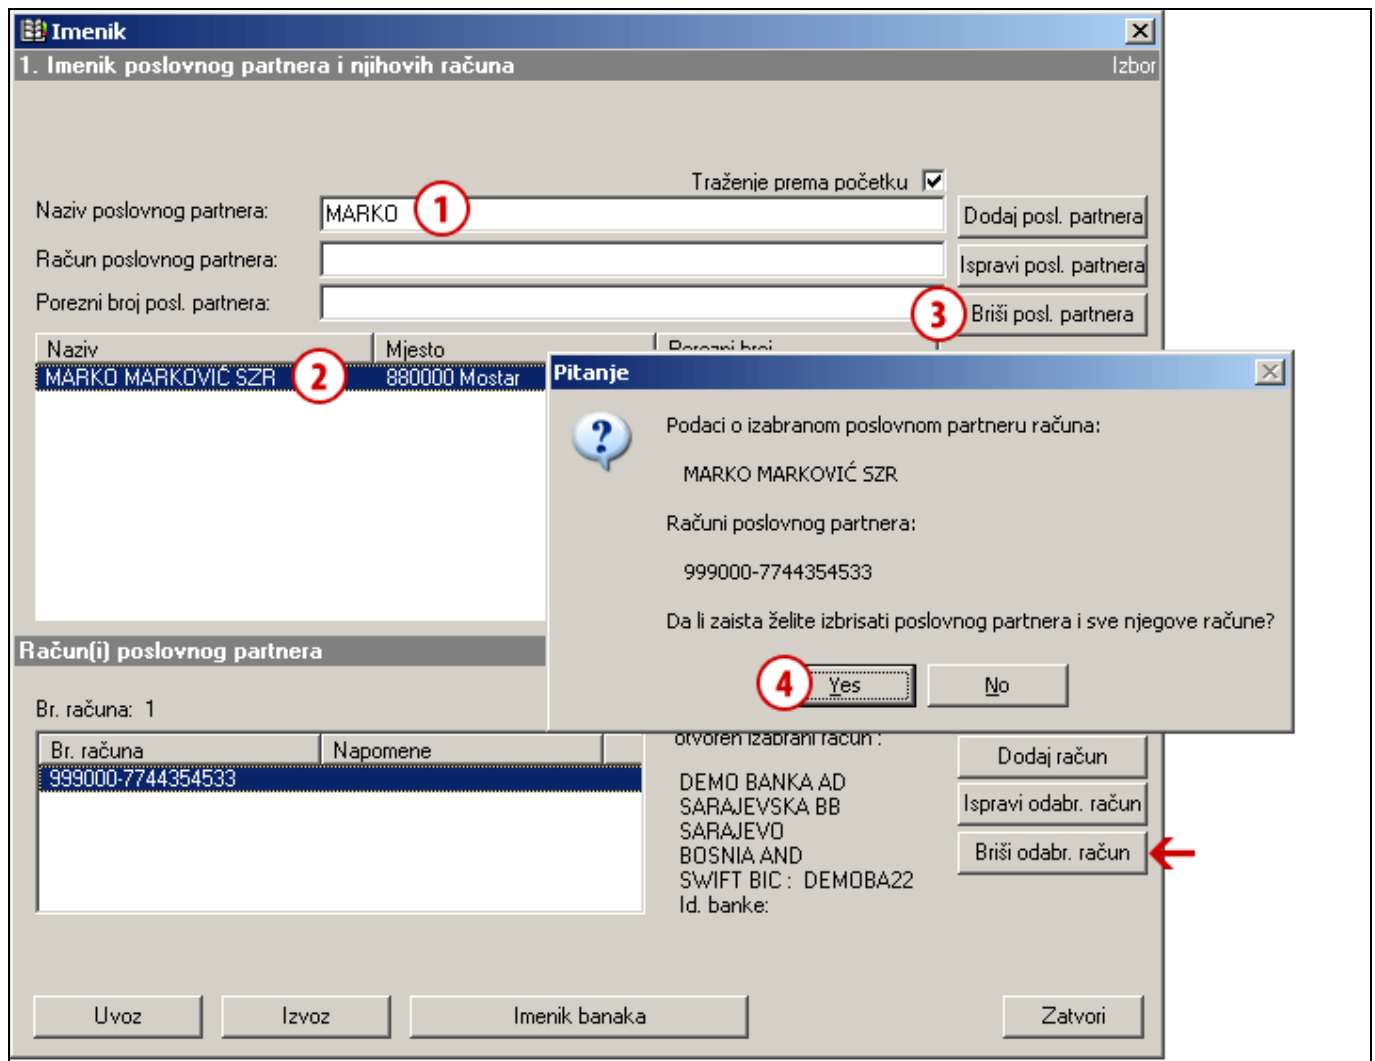 Imenik
1. Imenik poslovnog partnera i njihovih računa Izbor
Traženje prema početku
Naziv poslovnog partnera: MARKO 1 Dodaj posl. partnera
Račun poslovnog partnera: Ispravi posl. partnera
Porezni broj posl. partnera: 3 Briši posl. partnera
Naziv Mjesto Porezni broj
MARKO MARKOVIĆ SZR 2 880000 Mostar
Pitanje
Podaci o izabranom poslovnom partneru računa:
MARKO MARKOVIĆ SZR
Računi poslovnog partnera:
999000-7744354533
Da li zaista želite izbrisati poslovnog partnera i sve njegove račune?
4 Yes No
Račun(i) poslovnog partnera
Br. računa: 1
Br. računa Napomene
999000-7744354533
otvoren izabrani račun :
DEMO BANKA AD
SARAJEVSKA BB
SARAJEVO
BOSNIA AND
SWIFT BIC : DEMOBA22
Id. banke:
Dodaj račun
Ispravi odabr. račun
Briši odabr. račun
Uvoz Izvoz Imenik banaka Zatvori